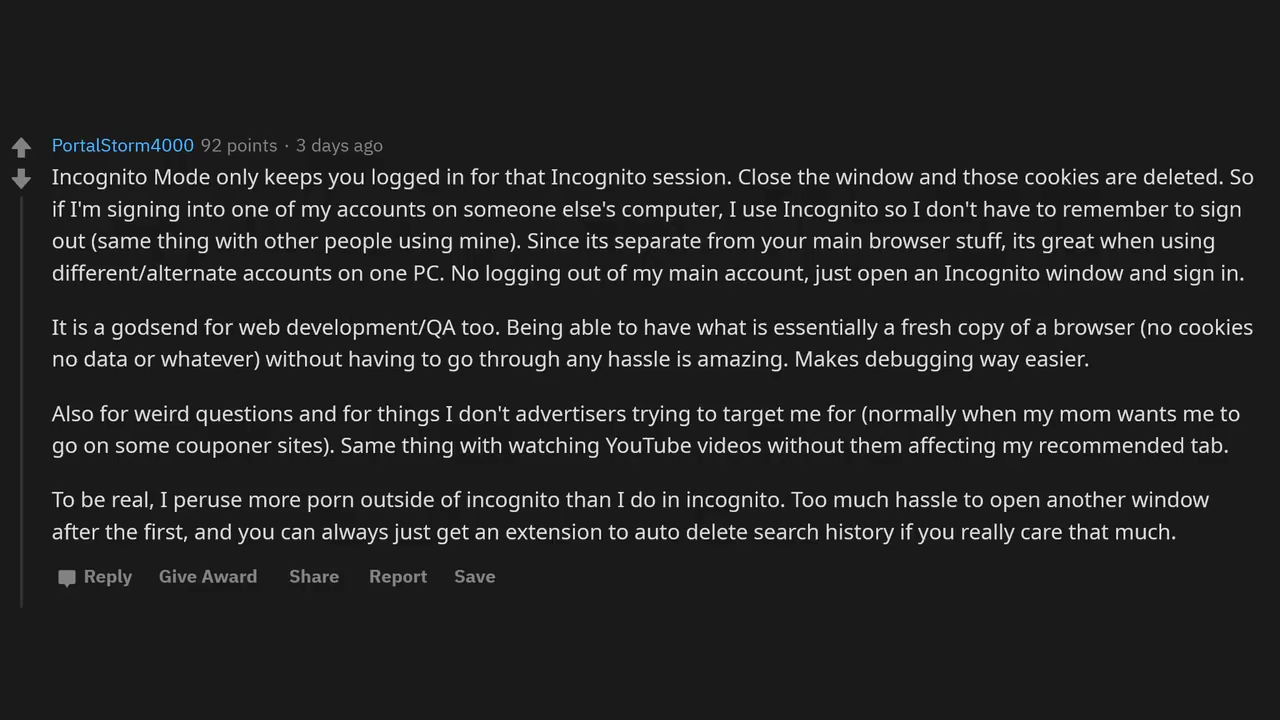 PortalStorm4000 92 points · 3 days ago
Incognito Mode only keeps you logged in for that Incognito session. Close the window and those cookies are deleted. So
if I'm signing into one of my accounts on someone else's computer, I use Incognito so I don't have to remember to sign
out (same thing with other people using mine). Since its separate from your main browser stuff, its great when using
different/alternate accounts on one PC. No logging out of my main account, just open an Incognito window and sign in.
It is a godsend for web development/QA too. Being able to have what is essentially a fresh copy of a browser (no cookies
no data or whatever) without having to go through any hassle is amazing. Makes debugging way easier.
Also for weird questions and for things I don't advertisers trying to target me for (normally when my mom wants me to
go on some couponer sites). Same thing with watching YouTube videos without them affecting my recommended tab.
To be real, I peruse more porn outside of incognito than I do in incognito. Too much hassle to open another window
after the first, and you can always just get an extension to auto delete search history if you really care that much.
Reply Give Award Share Report Save